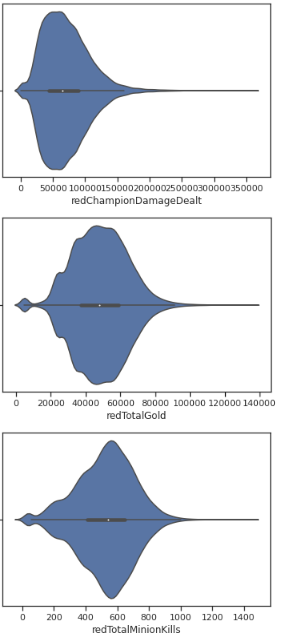 0 50000 100000 150000 200000 250000 300000 350000
redChampionDamageDealt
0 20000 40000 60000 80000 100000 120000 140000
redTotalGold
0 200 400 600 800 1000 1200 1400
redTotalMinionKills